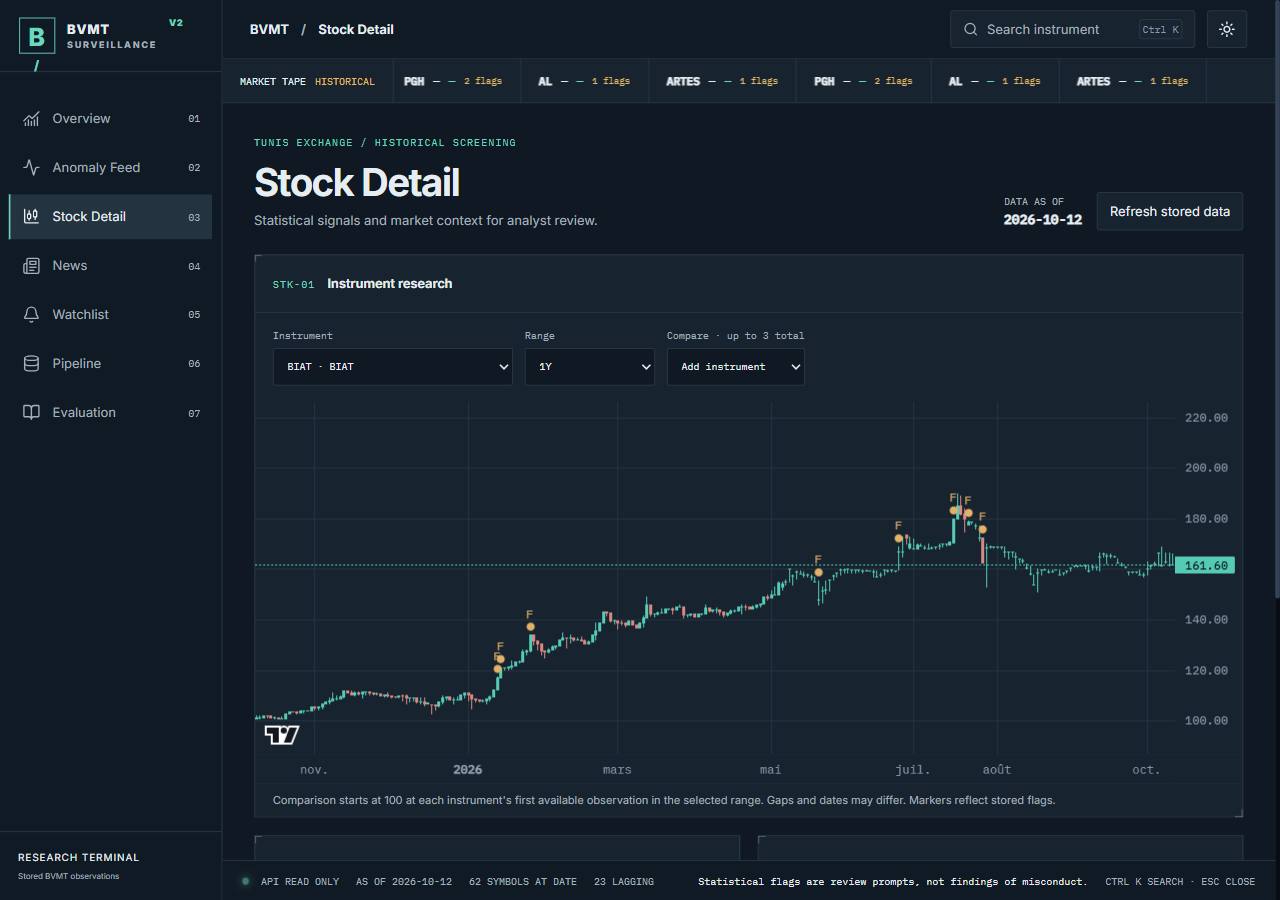 B
BVMT
V2
SURVEILLANCE
/
Overview 01
Anomaly Feed 02
Stock Detail 03
News 04
Watchlist 05
Pipeline 06
Evaluation 07
RESEARCH TERMINAL
Stored BVMT observations
BVMT / Stock Detail
Search instrument Ctrl K
MARKET TAPE HISTORICAL PGH — — 2 flags AL — — 1 flags ARTES — — 1 flags PGH — — 2 flags AL — — 1 flags ARTES — — 1 flags
TUNIS EXCHANGE / HISTORICAL SCREENING
Stock Detail
Statistical signals and market context for analyst review.
DATA AS OF
2026-10-12
Refresh stored data
STK-01 Instrument research
Instrument Range Compare · up to 3 total
BIAT · BIAT 1Y Add instrument
220.00
200.00
180.00
161.60
140.00
120.00
100.00
F
F
F
F
F
F
F
F
nov. 2026 mars mai juil. août oct.
Comparison starts at 100 at each instrument's first available observation in the selected range. Gaps and dates may differ. Markers reflect stored flags.
API READ ONLY AS OF 2026-10-12 62 SYMBOLS AT DATE 23 LAGGING Statistical flags are review prompts, not findings of misconduct. CTRL K SEARCH · ESC CLOSE